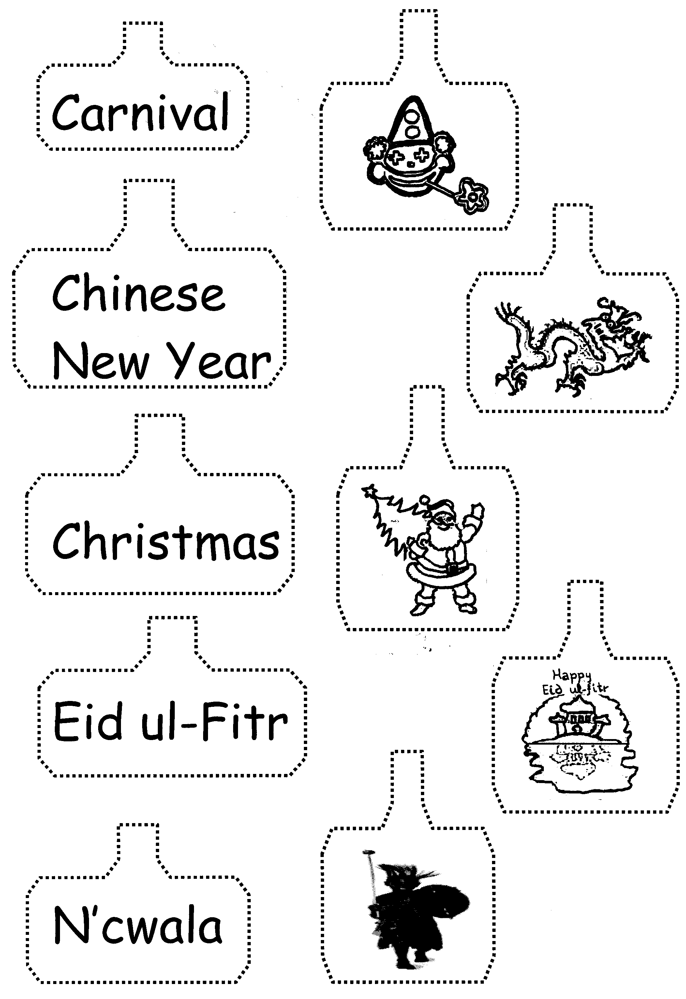 Carnival
Chinese
New Year
Christmas
Happy
Eid ul-fitr
Eid ul-Fitr
N'cwala